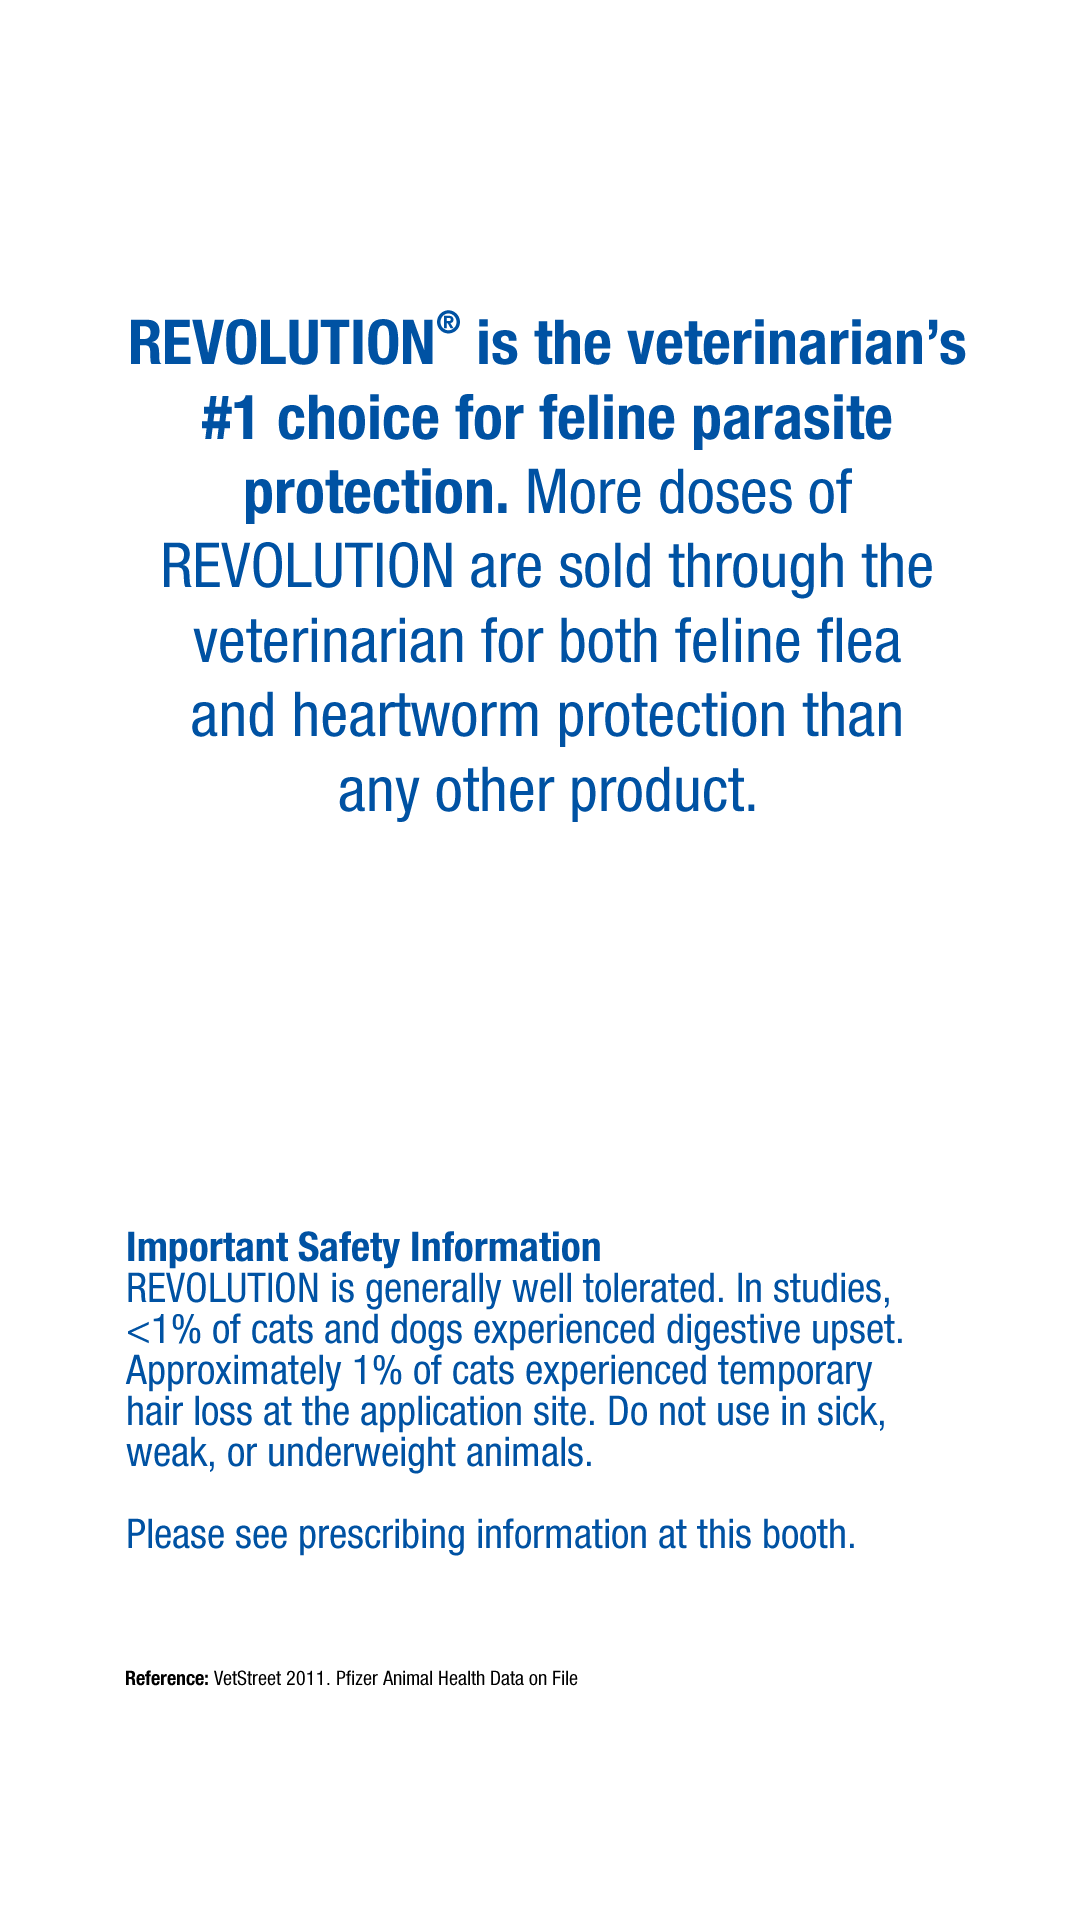 REVOLUTION® is the veterinarian’s
#1 choice for feline parasite
protection. More doses of
REVOLUTION are sold through the
veterinarian for both feline flea
and heartworm protection than
any other product.
Important Safety Information
REVOLUTION is generally well tolerated. In studies,
<1% of cats and dogs experienced digestive upset.
Approximately 1% of cats experienced temporary
hair loss at the application site. Do not use in sick,
weak, or underweight animals.
Please see prescribing information at this booth.
Reference: VetStreet 2011. Pfizer Animal Health Data on File